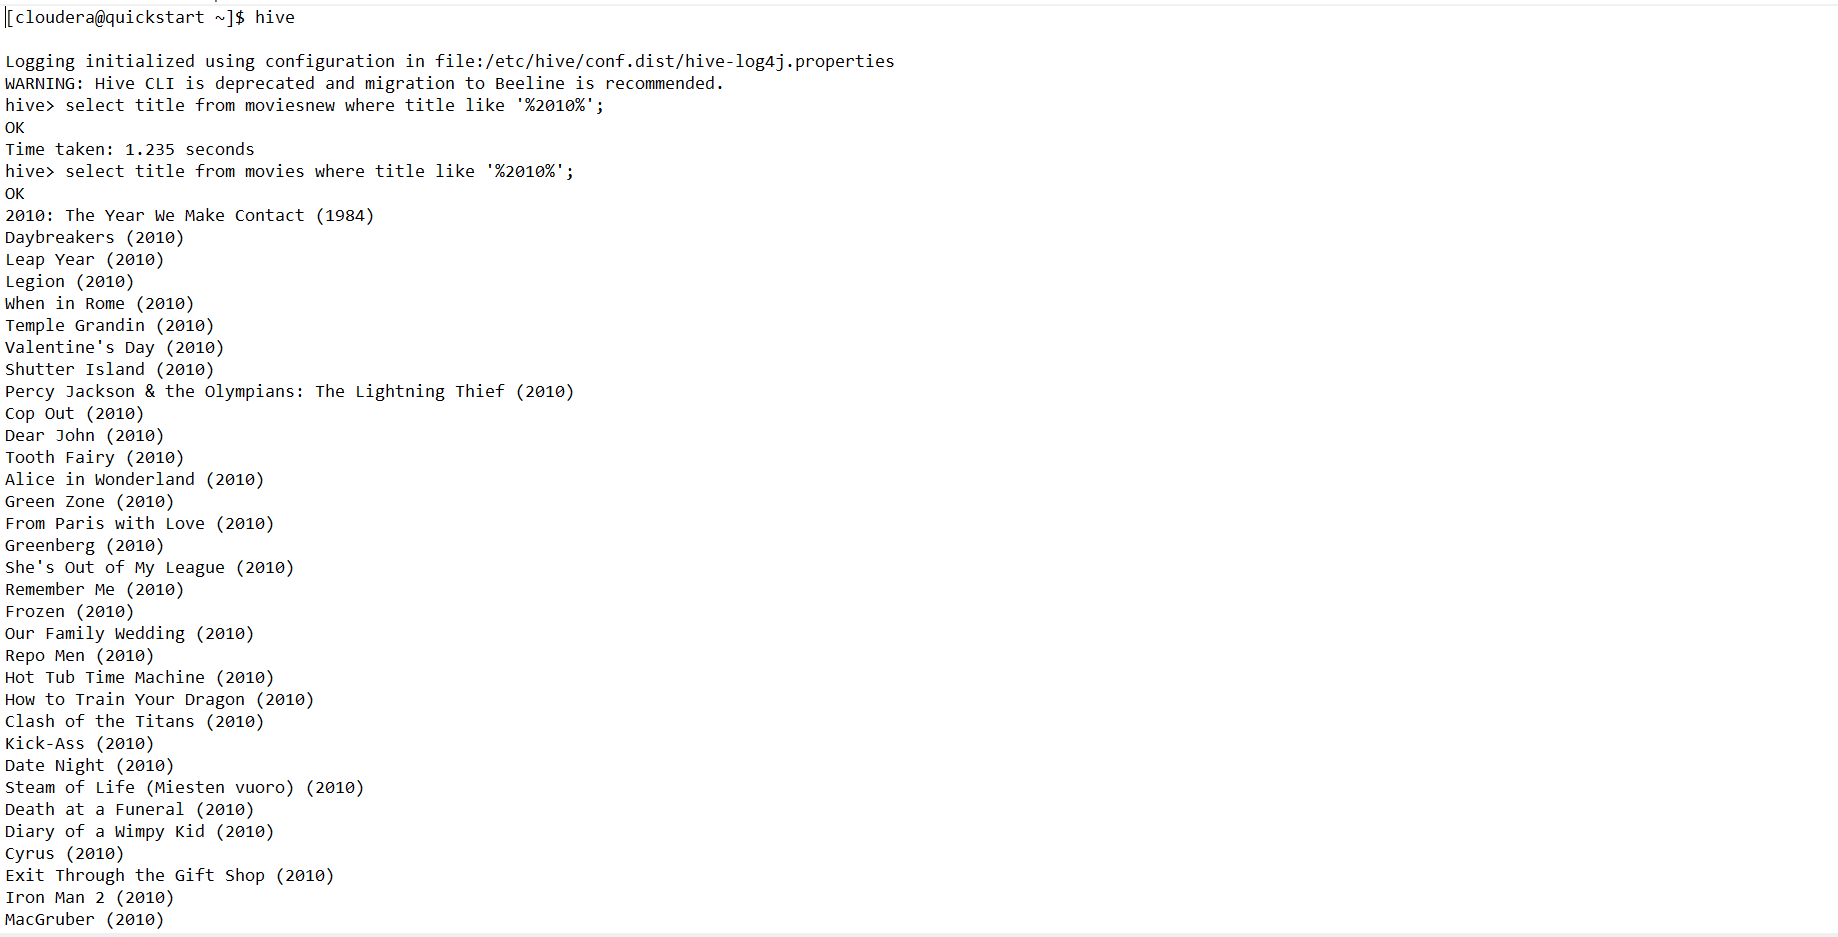 [cloudera@quickstart ~]$ hive
Logging initialized using configuration in file:/etc/hive/conf.dist/hive-log4j.properties
WARNING: Hive CLI is deprecated and migration to Beeline is recommended.
hive> select title from moviesnew where title like '%2010%';
OK
Time taken: 1.235 seconds
hive> select title from movies where title like '%2010%';
OK
2010: The Year We Make Contact (1984)
Daybreakers (2010)
Leap Year (2010)
Legion (2010)
When in Rome (2010)
Temple Grandin (2010)
Valentine's Day (2010)
Shutter Island (2010)
Percy Jackson & the Olympians: The Lightning Thief (2010)
Cop Out (2010)
Dear John (2010)
Tooth Fairy (2010)
Alice in Wonderland (2010)
Green Zone (2010)
From Paris with Love (2010)
Greenberg (2010)
She's Out of My League (2010)
Remember Me (2010)
Frozen (2010)
Our Family Wedding (2010)
Repo Men (2010)
Hot Tub Time Machine (2010)
How to Train Your Dragon (2010)
Clash of the Titans (2010)
Kick-Ass (2010)
Date Night (2010)
Steam of Life (Miesten vuoro) (2010)
Death at a Funeral (2010)
Diary of a Wimpy Kid (2010)
Cyrus (2010)
Exit Through the Gift Shop (2010)
Iron Man 2 (2010)
MacGruber (2010)